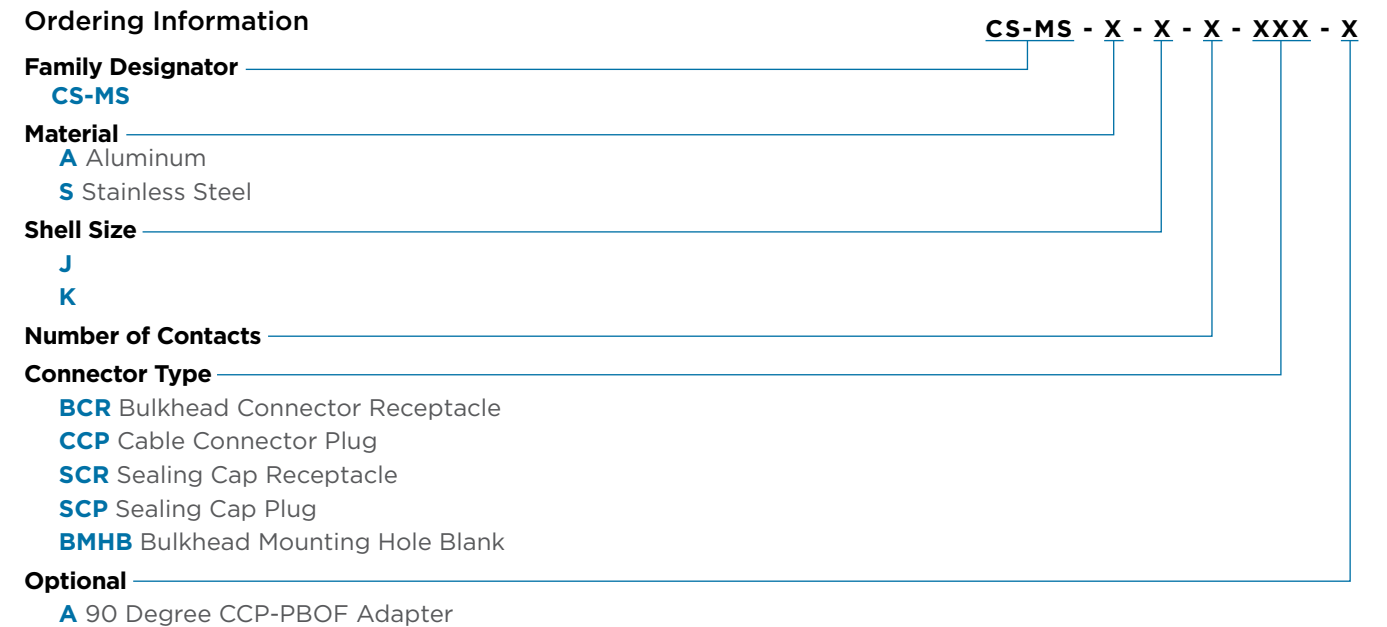 Ordering Information
CS-MS - X - X - X - XXX - X
Family Designator
CS-MS
Material
A Aluminum
S Stainless Steel
Shell Size
J
K
Number of Contacts
Connector Type
BCR Bulkhead Connector Receptacle
CCP Cable Connector Plug
SCR Sealing Cap Receptacle
SCP Sealing Cap Plug
BMHB Bulkhead Mounting Hole Blank
Optional
A 90 Degree CCP-PBOF Adapter